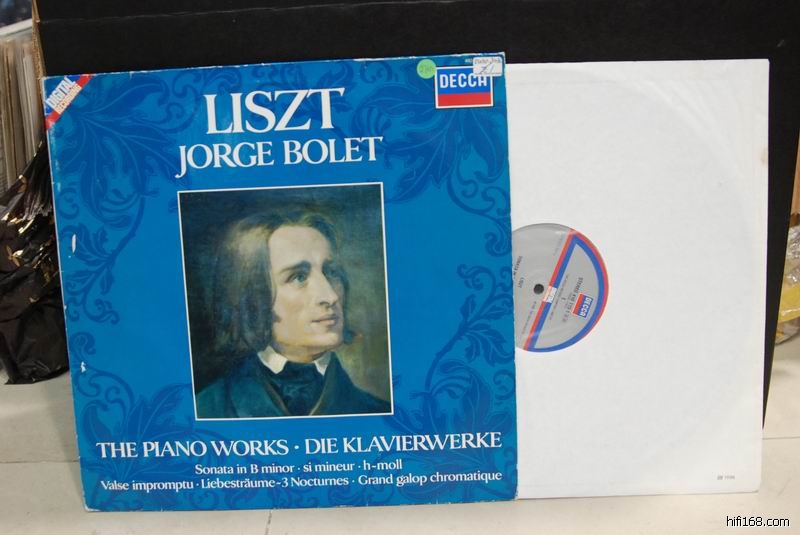 DIGITAL
RECORDING
DECCA
LISZT
JORGE BOLET
THE PIANO WORKS · DIE KLAVIERWERKE
Sonata in B minor · si mineur · h-moll
Valse impromptu · Liebesträume-3 Nocturnes · Grand galop chromatique
DECCA
LISZT
hifi168.com